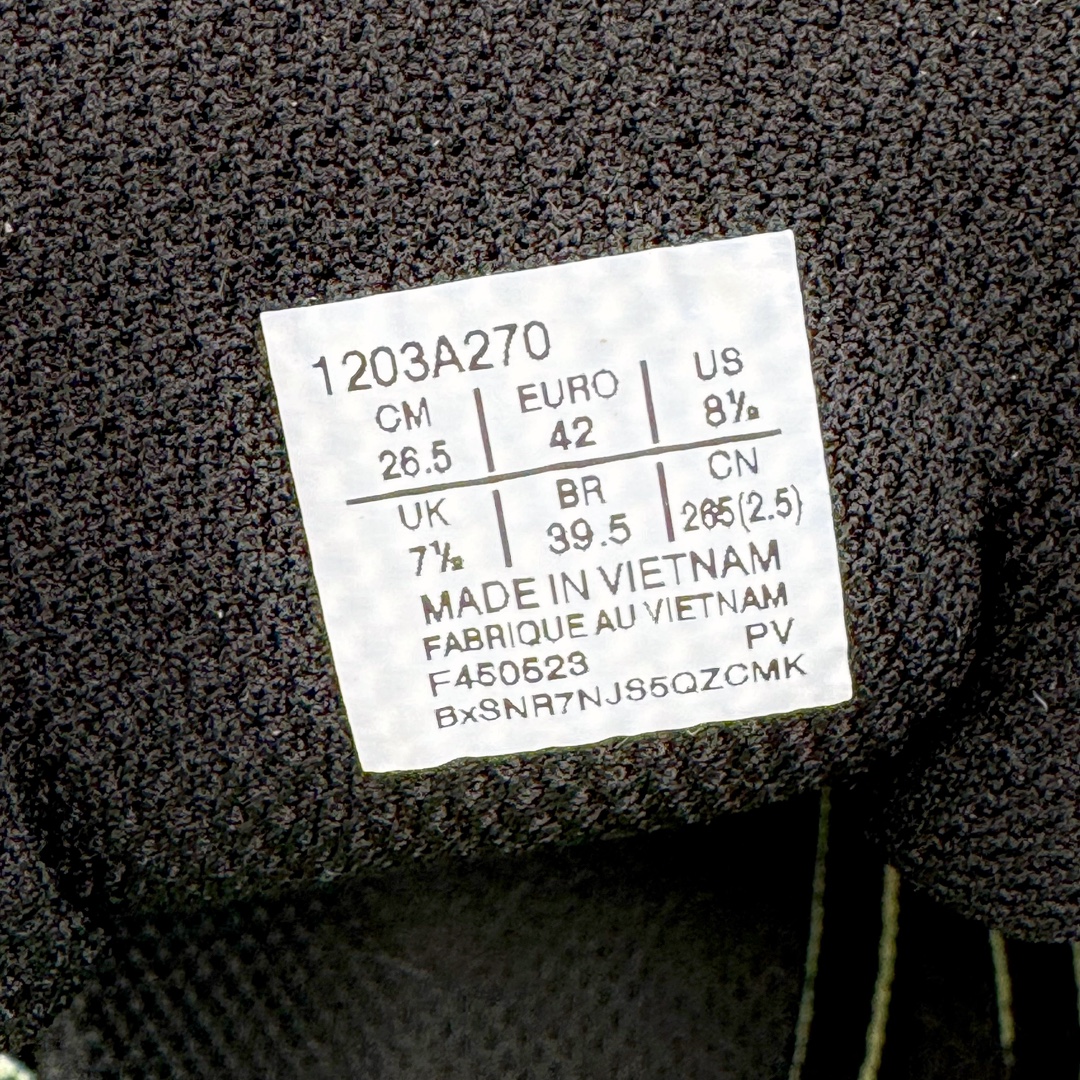 1203A270
CM EURO US
26.5 42 8½
UK BR CN
7½ 39.5 265(2.5)
MADE IN VIETNAM
FABRIQUE AU VIETNAM
PV
F450523
BxSNR7NJS5QZCMK